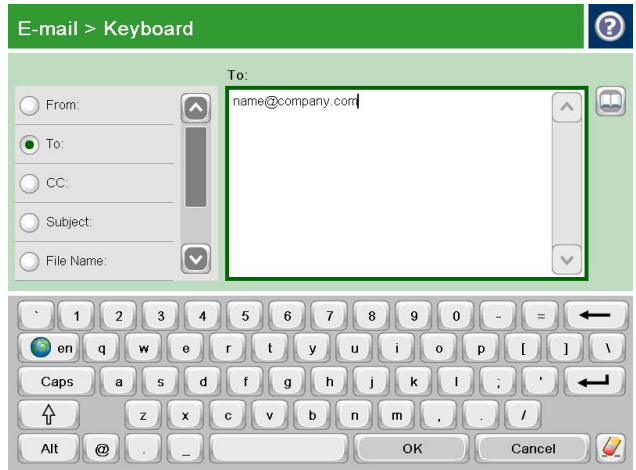 E-mail > Keyboard
To:
From:
To:
CC:
Subject:
File Name:
name@company.com
` 1 2 3 4 5 6 7 8 9 0 - =
en q w e r t y u i o p [ ] \
Caps a s d f g h j k l ; '
z x c v b n m , . /
Alt @ . _ OK Cancel